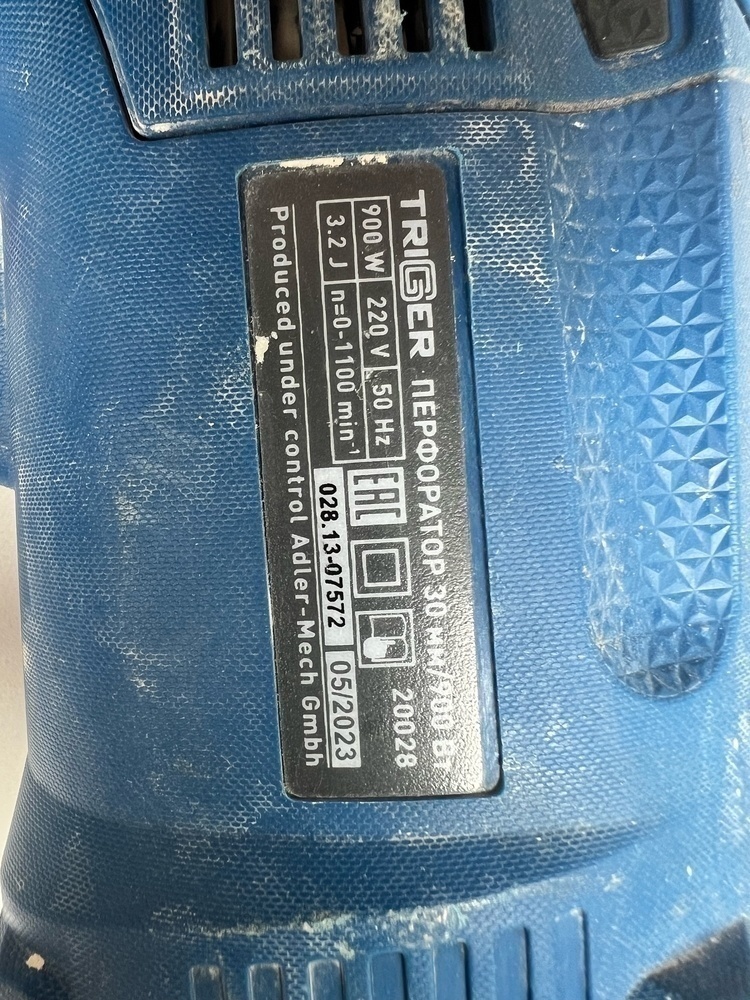 TRIGER ПЕРФОРАТОР 30 мм/900 Вт
900 W 220 V 50 Hz EAC 20028
3.2 J n=0-1100 min⁻¹ 028.13-07572 05/2023
Produced under control Adler-Mech Gmbh